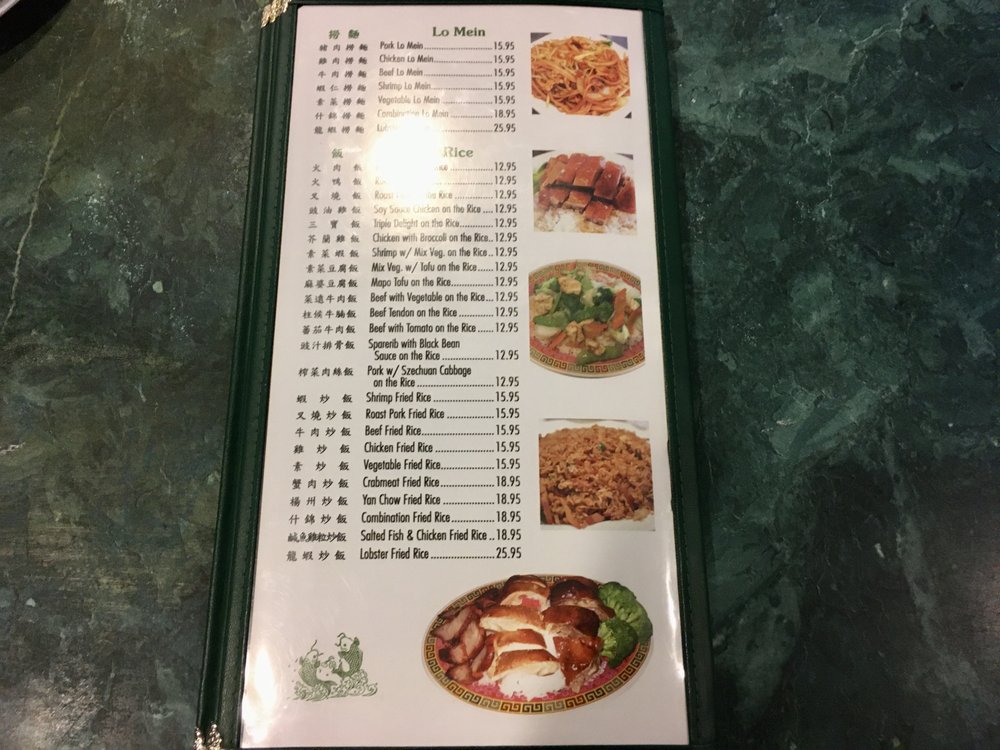 撈麵 Lo Mein
豬肉撈麵 Pork Lo Mein 15.95
雞肉撈麵 Chicken Lo Mein 15.95
牛肉撈麵 Beef Lo Mein 15.95
蝦仁撈麵 Shrimp Lo Mein 15.95
素菜撈麵 Vegetable Lo Mein 15.95
什錦撈麵 Combination Lo Mein 18.95
龍蝦撈麵 25.95
飯 Rice
火肉飯 Rice 12.95
火鴨飯 Rice 12.95
叉燒飯 Roast on the Rice 12.95
豉油雞飯 Soy Sauce Chicken on the Rice 12.95
三寶飯 Triple Delight on the Rice 12.95
芥蘭雞飯 Chicken with Broccoli on the Rice 12.95
素菜蝦飯 Shrimp w/ Mix Veg. on the Rice 12.95
素菜豆腐飯 Mix Veg. w/ Tofu on the Rice 12.95
麻婆豆腐飯 Mapo Tofu on the Rice 12.95
菜遠牛肉飯 Beef with Vegetable on the Rice 12.95
柱候牛腩飯 Beef Tendon on the Rice 12.95
蕃茄牛肉飯 Beef with Tomato on the Rice 12.95
豉汁排骨飯 Sparerib with Black Bean
Sauce on the Rice 12.95
榨菜肉絲飯 Pork w/ Szechuan Cabbage
on the Rice 12.95
蝦炒飯 Shrimp Fried Rice 15.95
叉燒炒飯 Roast Pork Fried Rice 15.95
牛肉炒飯 Beef Fried Rice 15.95
雞炒飯 Chicken Fried Rice 15.95
素炒飯 Vegetable Fried Rice 15.95
蟹肉炒飯 Crabmeat Fried Rice 18.95
楊州炒飯 Yan Chow Fried Rice 18.95
什錦炒飯 Combination Fried Rice 18.95
鹹魚雞粒炒飯 Salted Fish & Chicken Fried Rice 18.95
龍蝦炒飯 Lobster Fried Rice 25.95